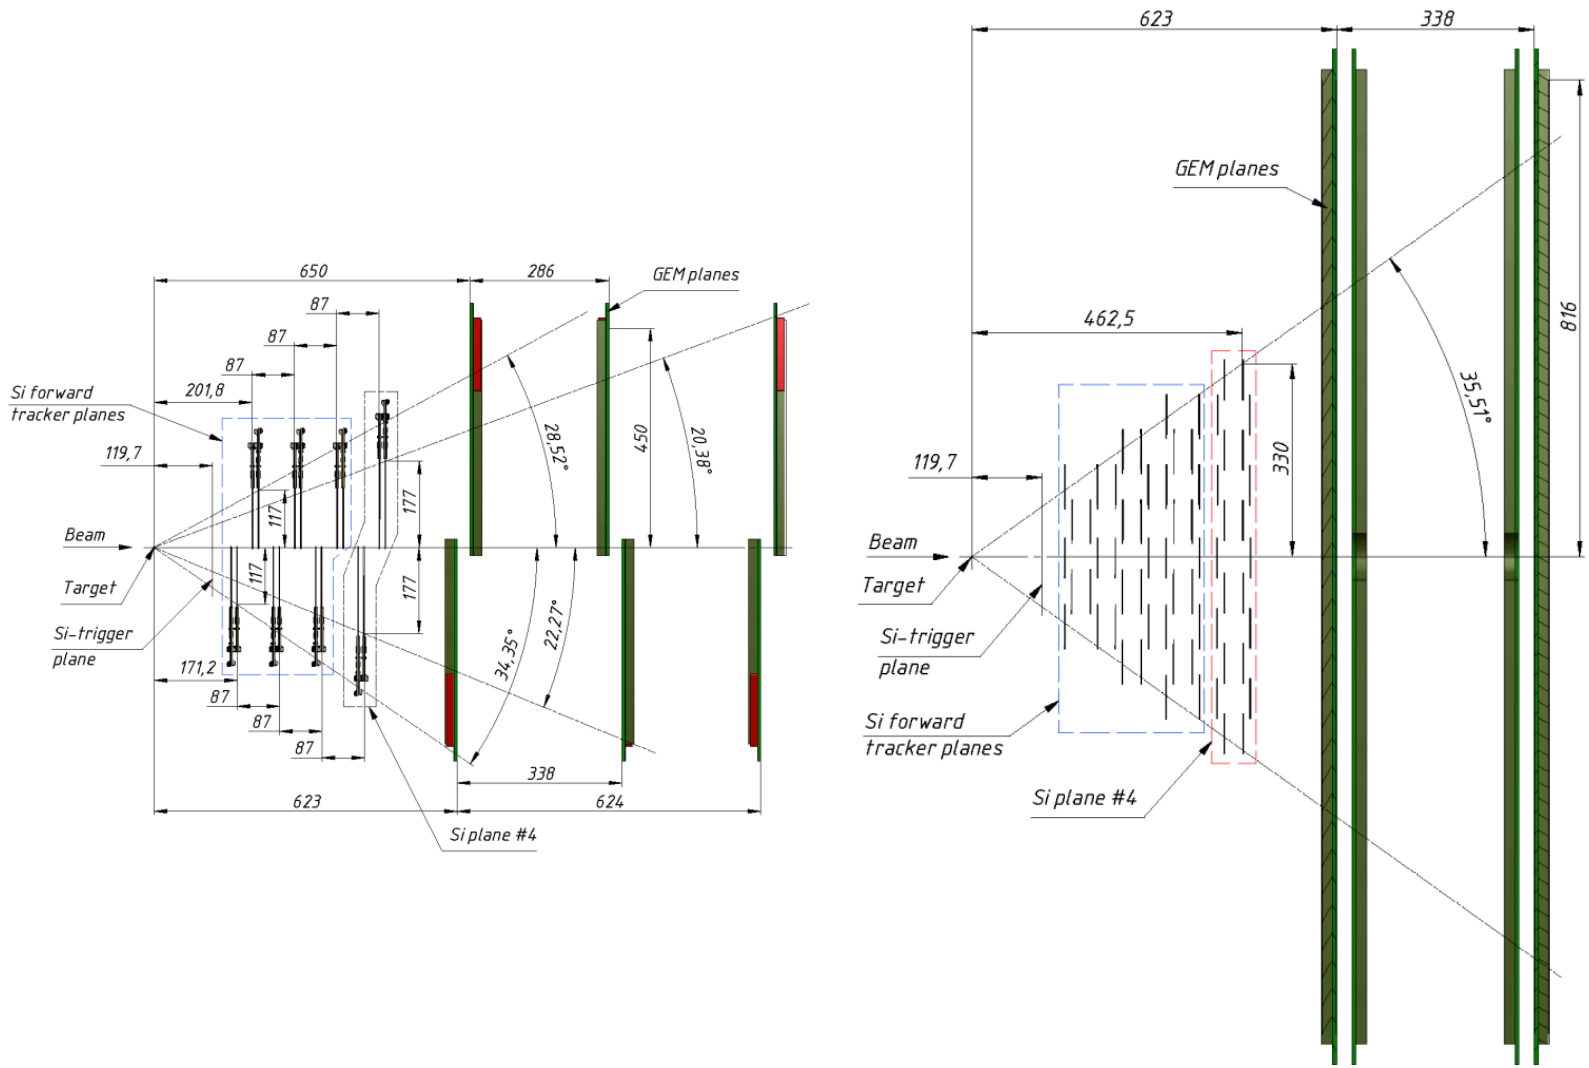 650
286
GEM planes
87
87
87
201,8
Si forward
tracker planes
119,7
28,52°
450
20,38°
117
177
Beam
Target
117
177
Si-trigger
plane
34,35°
22,27°
171,2
87
87
87
338
623
624
Si plane #4
623
338
GEM planes
462,5
816
35,51°
330
119,7
Beam
Target
Si-trigger
plane
Si forward
tracker planes
Si plane #4